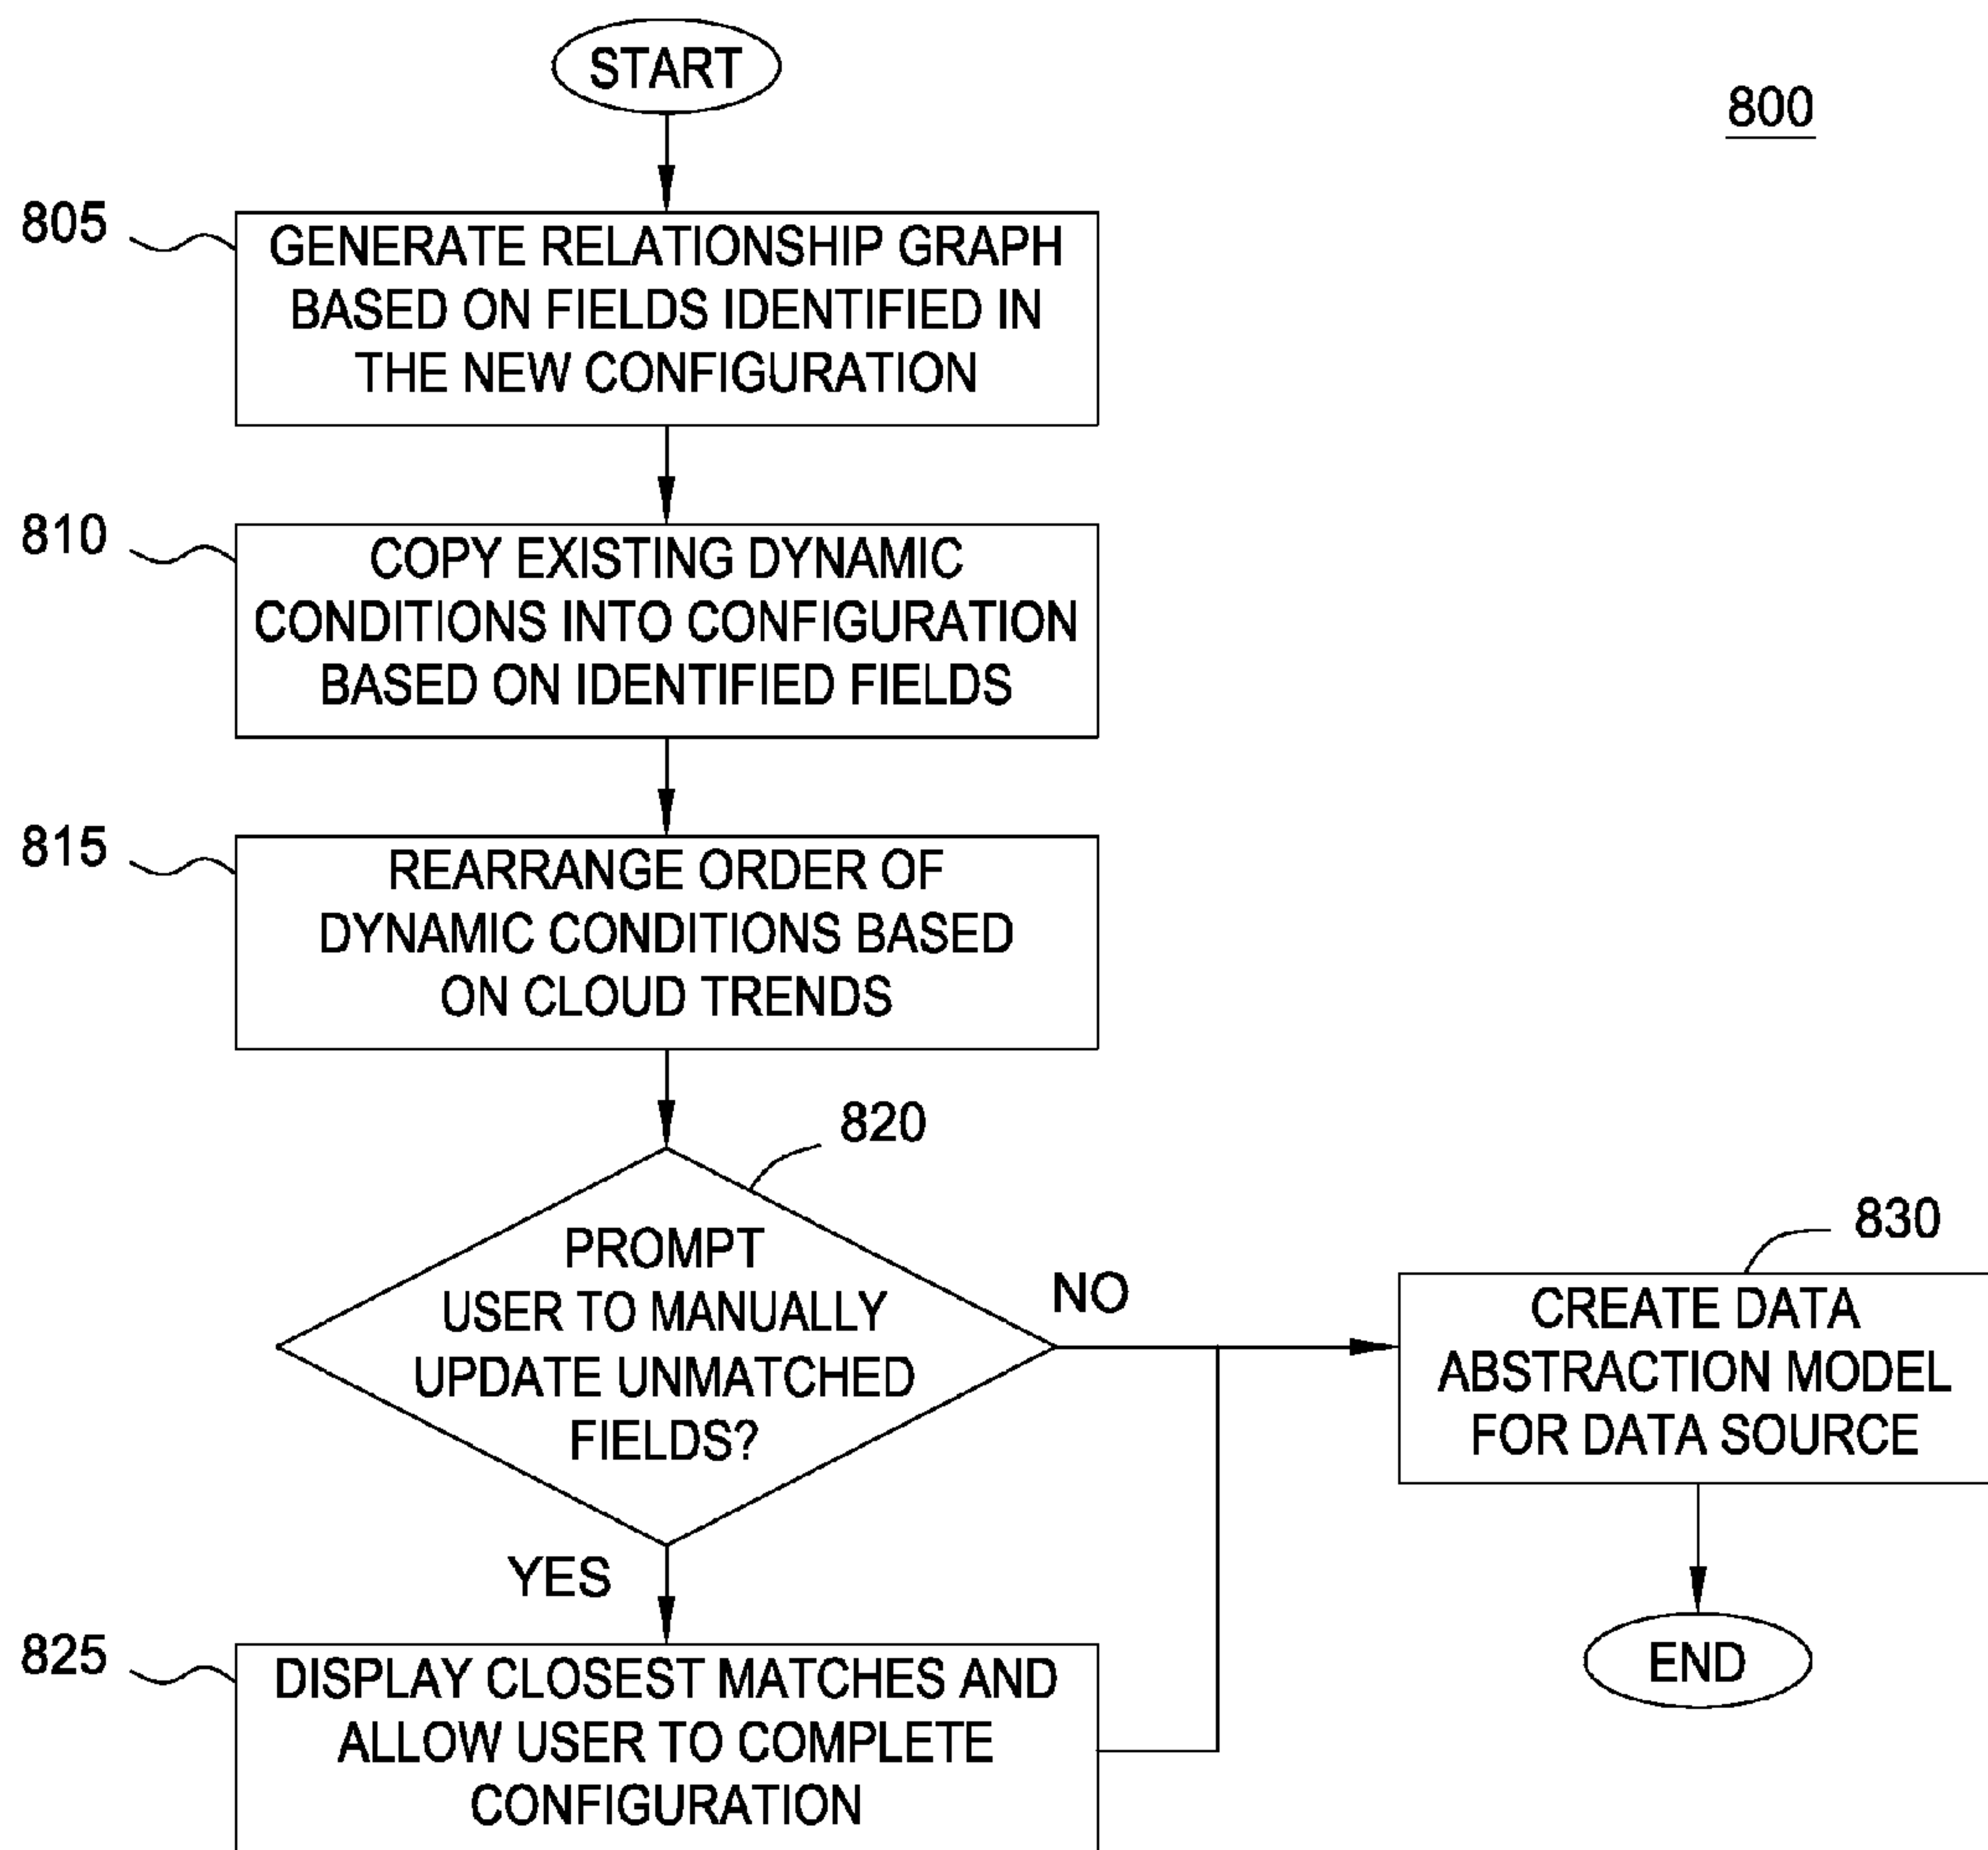 START
800
805
GENERATE RELATIONSHIP GRAPH
BASED ON FIELDS IDENTIFIED IN
THE NEW CONFIGURATION
810
COPY EXISTING DYNAMIC
CONDITIONS INTO CONFIGURATION
BASED ON IDENTIFIED FIELDS
815
REARRANGE ORDER OF
DYNAMIC CONDITIONS BASED
ON CLOUD TRENDS
820
PROMPT
USER TO MANUALLY
UPDATE UNMATCHED
FIELDS?
NO
YES
825
DISPLAY CLOSEST MATCHES AND
ALLOW USER TO COMPLETE
CONFIGURATION
830
CREATE DATA
ABSTRACTION MODEL
FOR DATA SOURCE
END